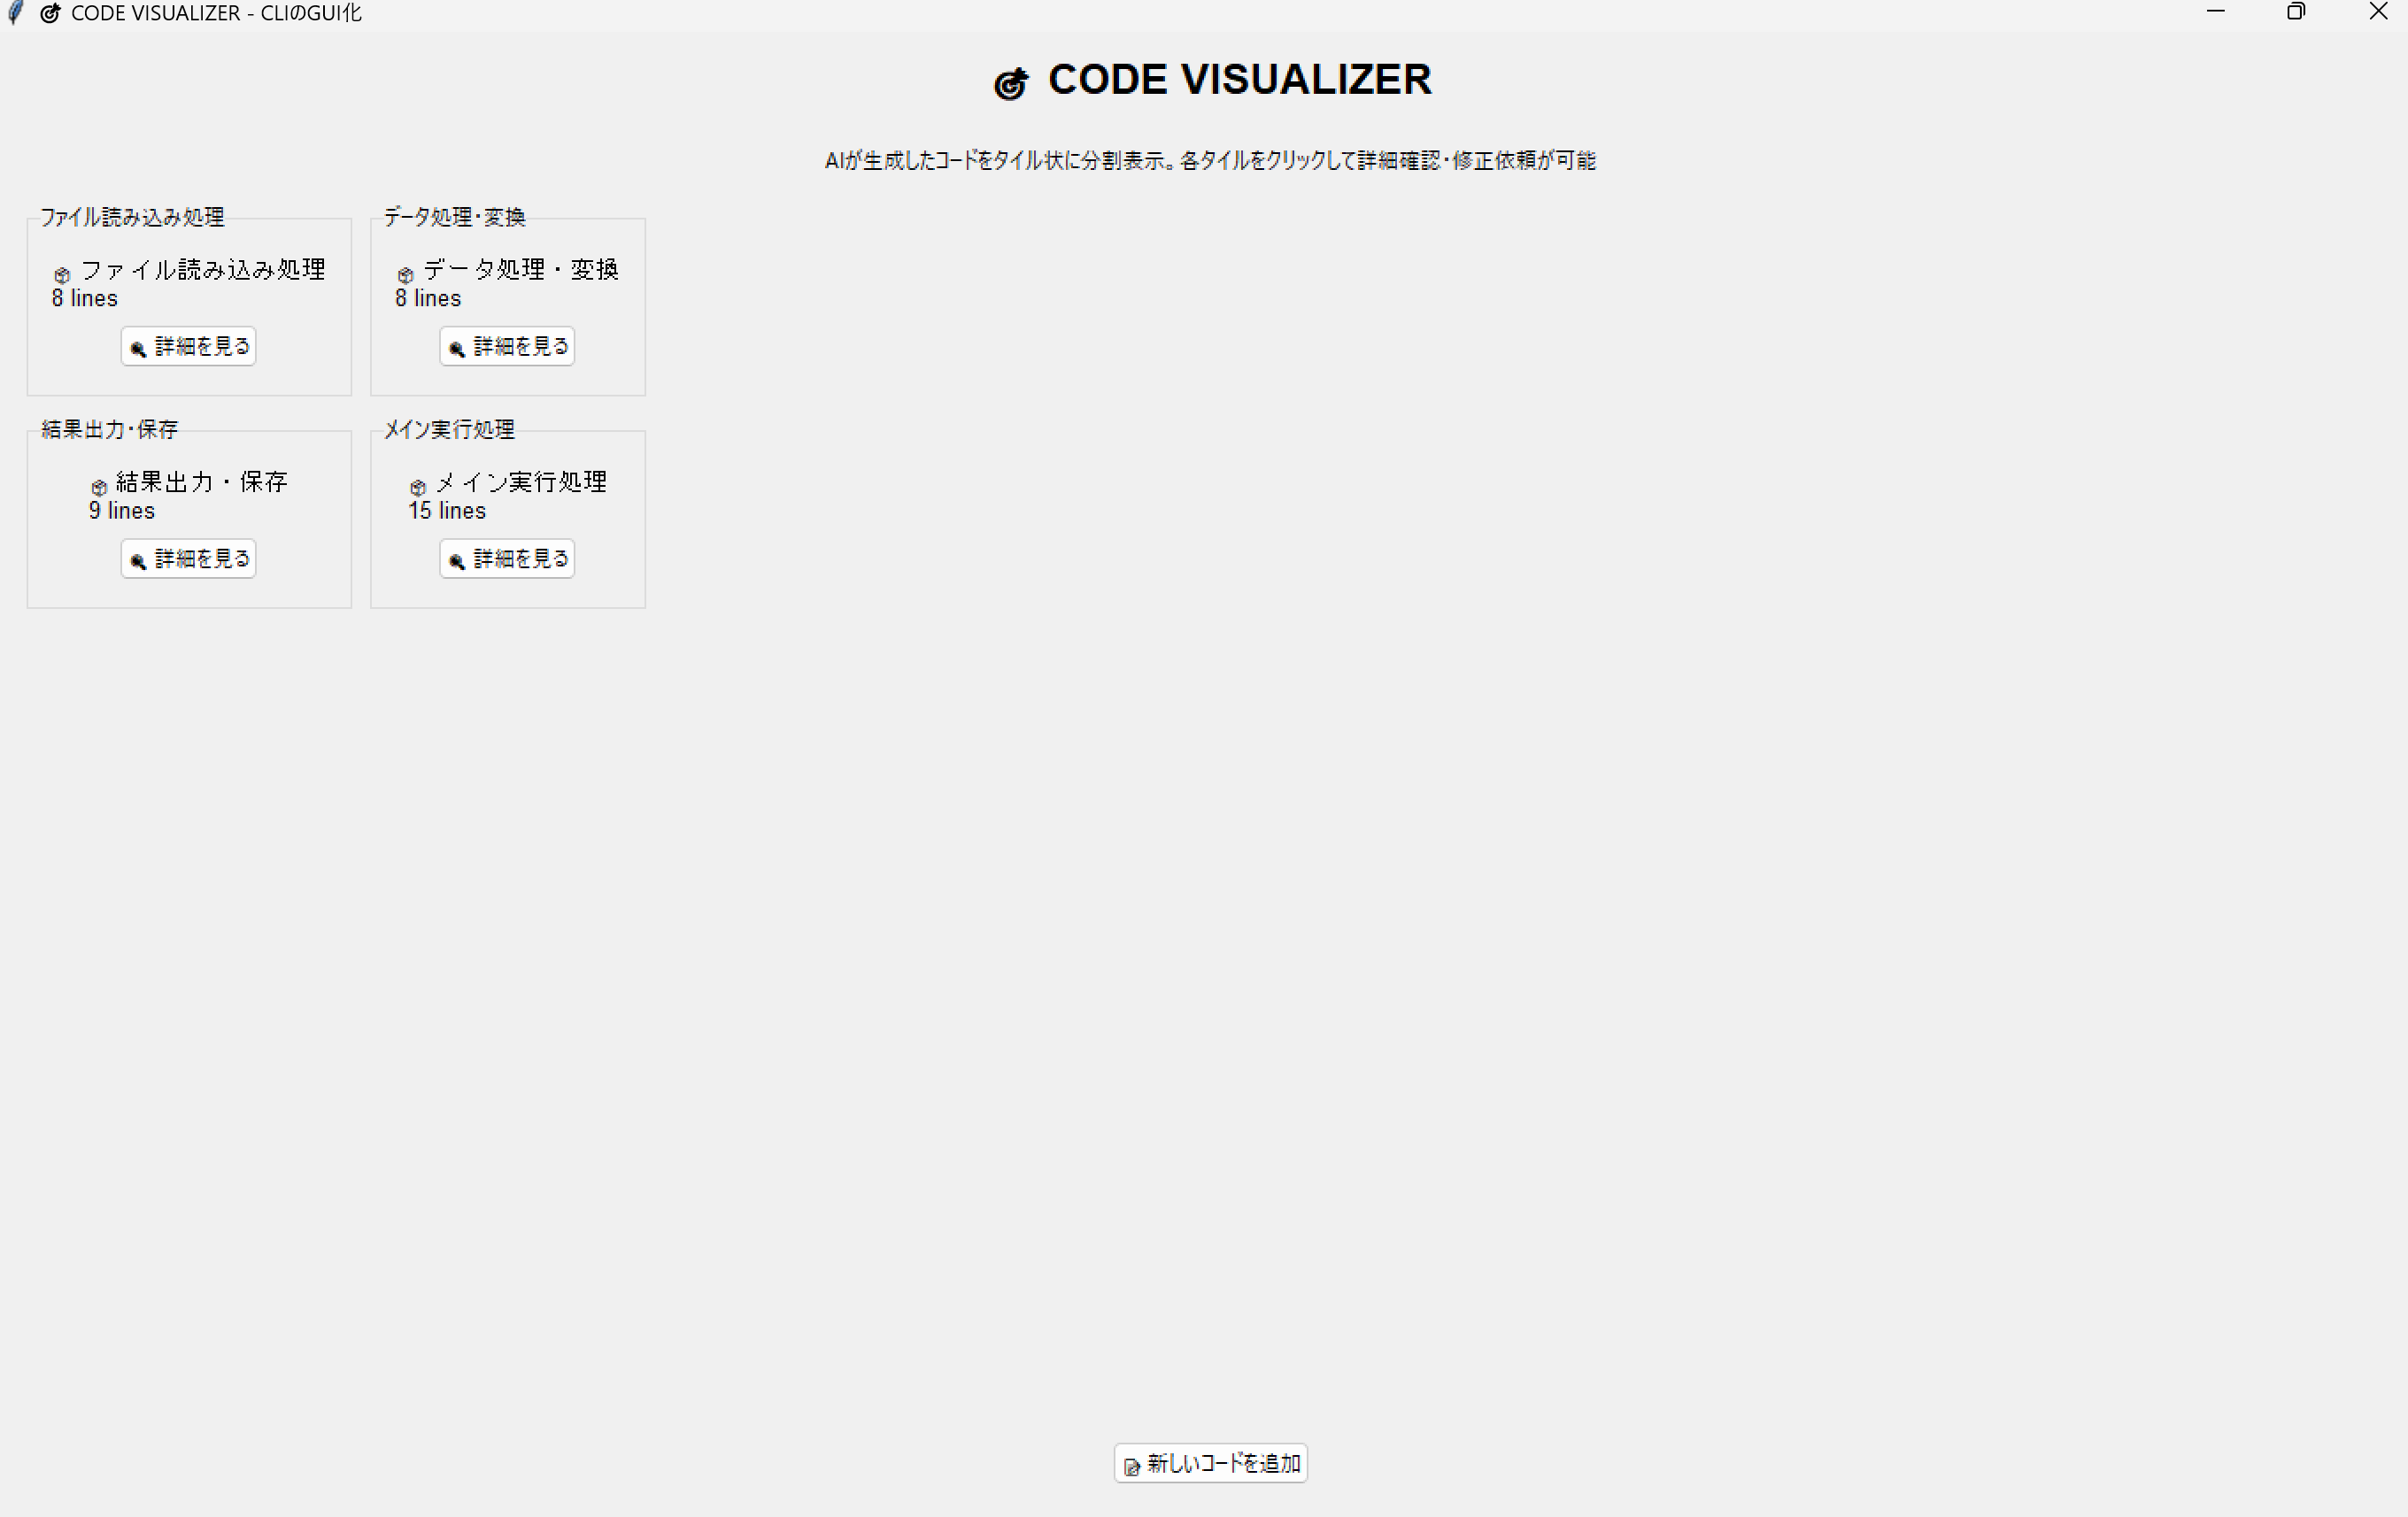 CODE VISUALIZER - CLIのGUI化
CODE VISUALIZER
AIが生成したコードをタイル状に分割表示。各タイルをクリックして詳細確認・修正依頼が可能
ファイル読み込み処理
ファイル読み込み処理
8 lines
詳細を見る
データ処理・変換
データ処理・変換
8 lines
詳細を見る
結果出力・保存
結果出力・保存
9 lines
詳細を見る
メイン実行処理
メイン実行処理
15 lines
詳細を見る
新しいコードを追加